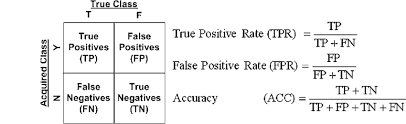 True Class
T F
Acquired Class
Y
True Positives (TP)
False Positives (FP)
N
False Negatives (FN)
True Negatives (TN)
True Positive Rate (TPR) = TP / TP + FN
False Positive Rate (FPR) = FP / FP + TN
Accuracy (ACC) = TP + TN / TP + FP + TN + FN